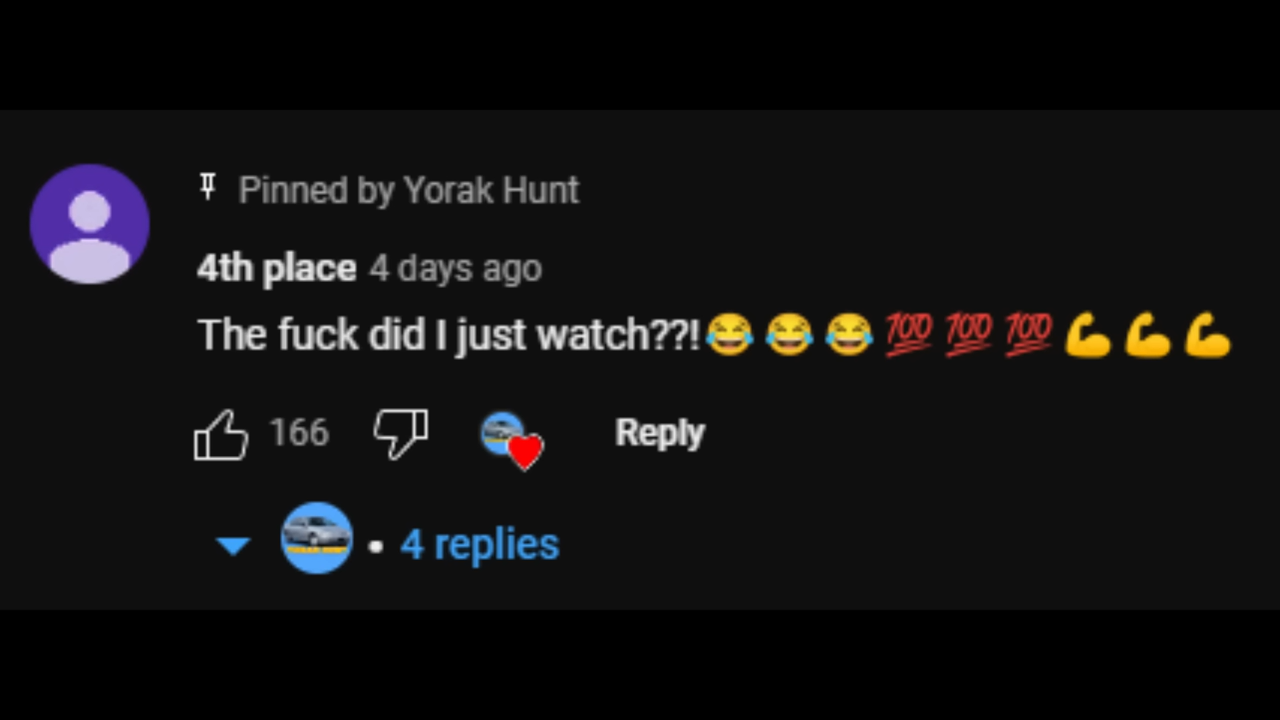 Pinned by Yorak Hunt
4th place 4 days ago
The fuck did I just watch??!😂😂😂💯💯💯💪💪💪
166 Reply
• 4 replies